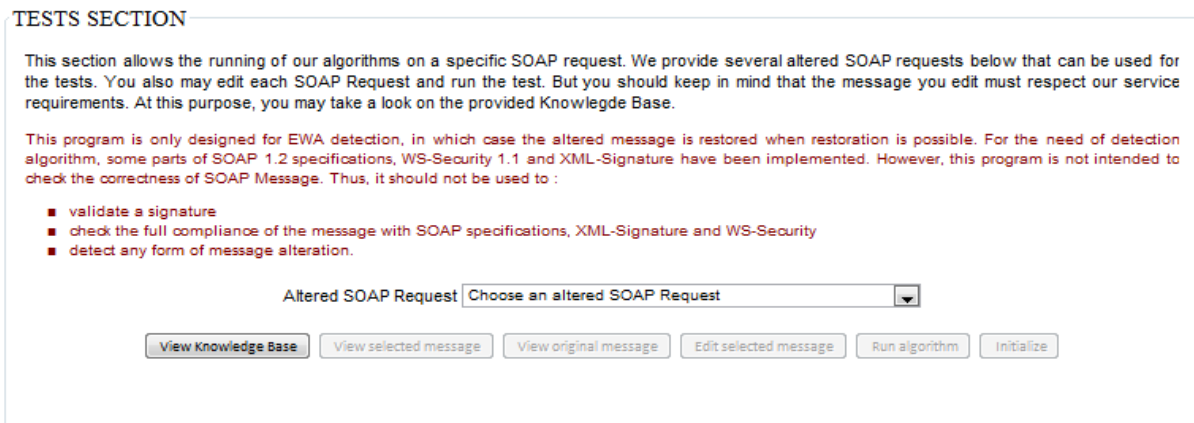 TESTS SECTION
This section allows the running of our algorithms on a specific SOAP request. We provide several altered SOAP requests below that can be used for
the tests. You also may edit each SOAP Request and run the test. But you should keep in mind that the message you edit must respect our service
requirements. At this purpose, you may take a look on the provided Knowlegde Base.
This program is only designed for EWA detection, in which case the altered message is restored when restoration is possible. For the need of detection
algorithm, some parts of SOAP 1.2 specifications, WS-Security 1.1 and XML-Signature have been implemented. However, this program is not intended to
check the correctness of SOAP Message. Thus, it should not be used to :
■ validate a signature
■ check the full compliance of the message with SOAP specifications, XML-Signature and WS-Security
■ detect any form of message alteration.
Altered SOAP Request Choose an altered SOAP Request
View Knowledge Base View selected message View original message Edit selected message Run algorithm Initialize